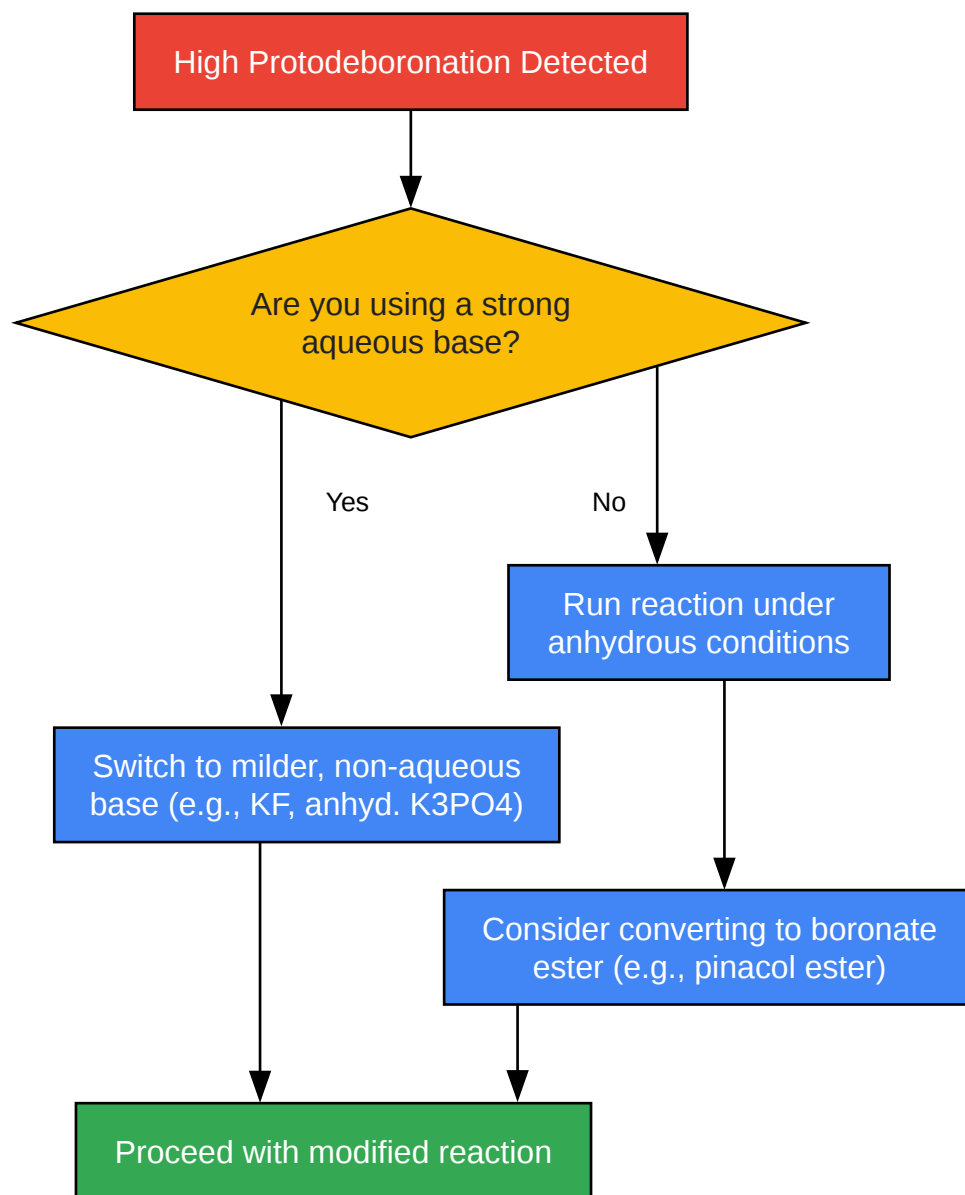 High Protodeboronation Detected
Are you using a strong
aqueous base?
Yes
No
Run reaction under
anhydrous conditions
Switch to milder, non-aqueous
base (e.g., KF, anhyd. K3PO4)
Consider converting to boronate
ester (e.g., pinacol ester)
Proceed with modified reaction